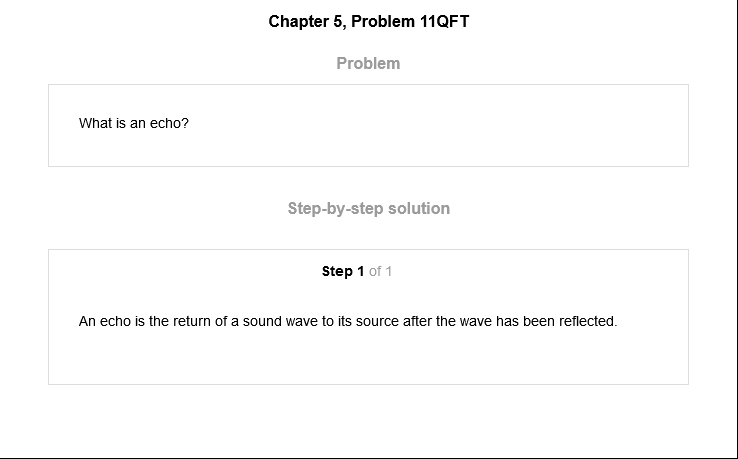 Chapter 5, Problem 11QFT
Problem
What is an echo?
Step-by-step solution
Step 1 of 1
An echo is the return of a sound wave to its source after the wave has been reflected.